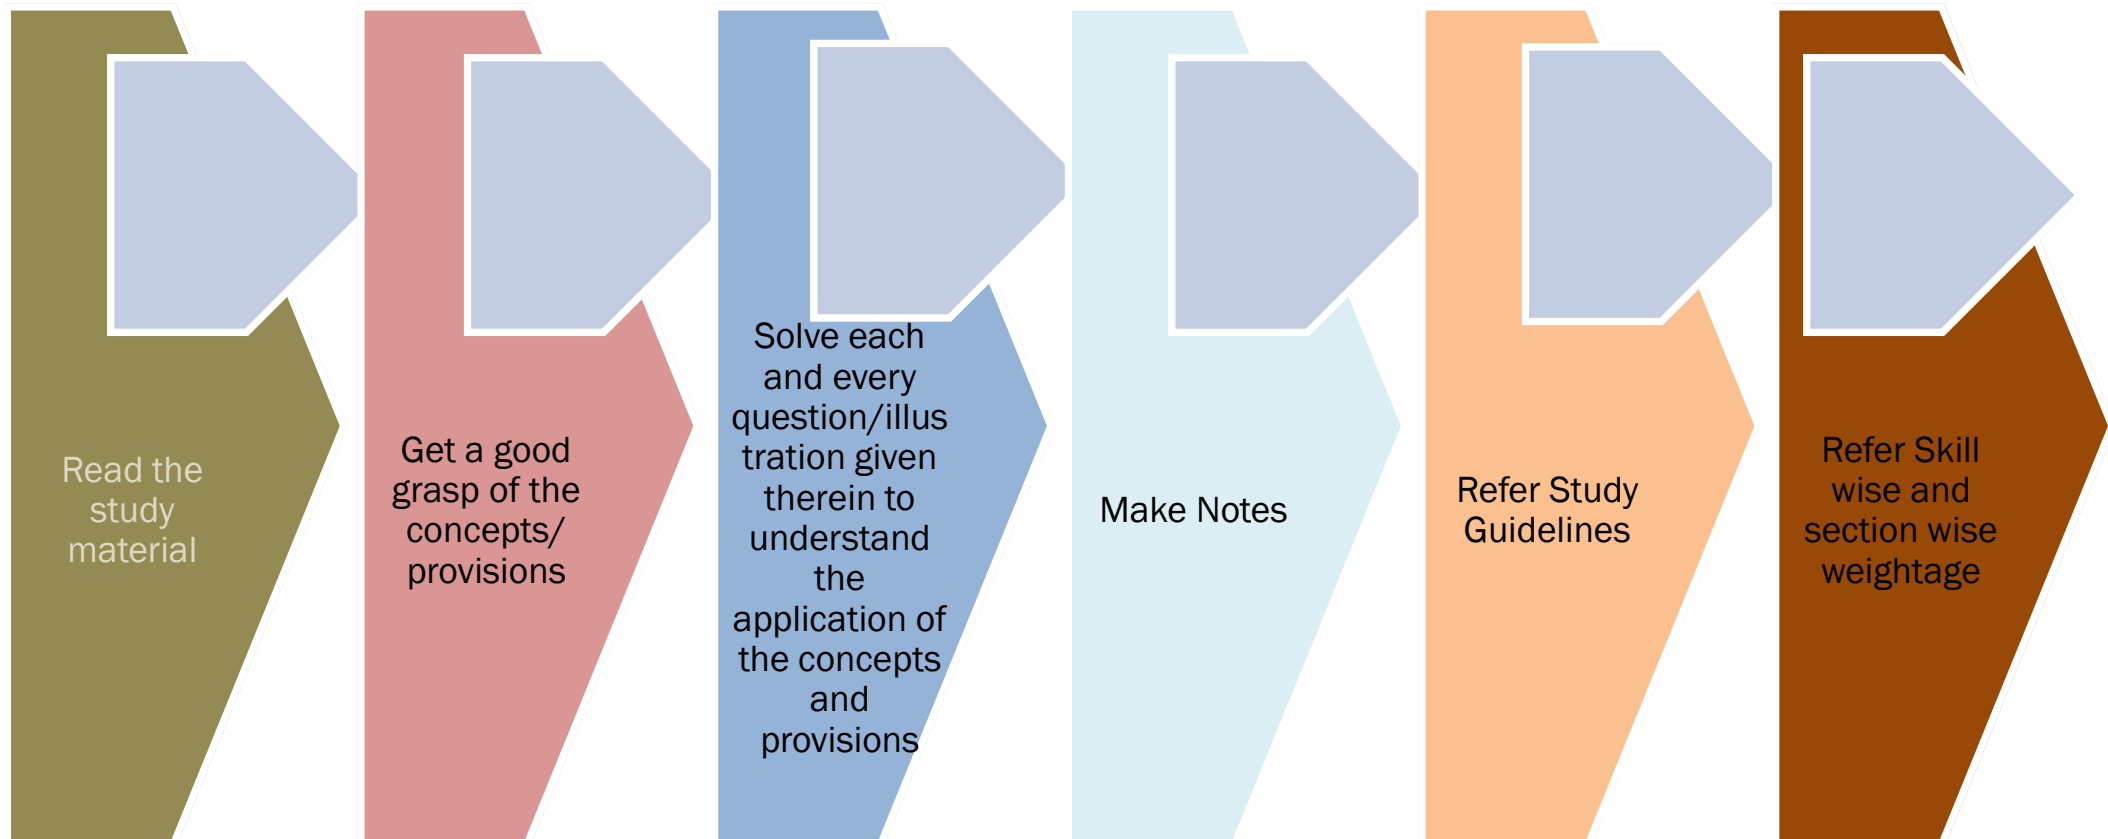 Read the
study
material
Get a good
grasp of the
concepts/
provisions
Solve each
and every
question/illus
tration given
therein to
understand
the
application of
the concepts
and
provisions
Make Notes
Refer Study
Guidelines
Refer Skill
wise and
section wise
weightage